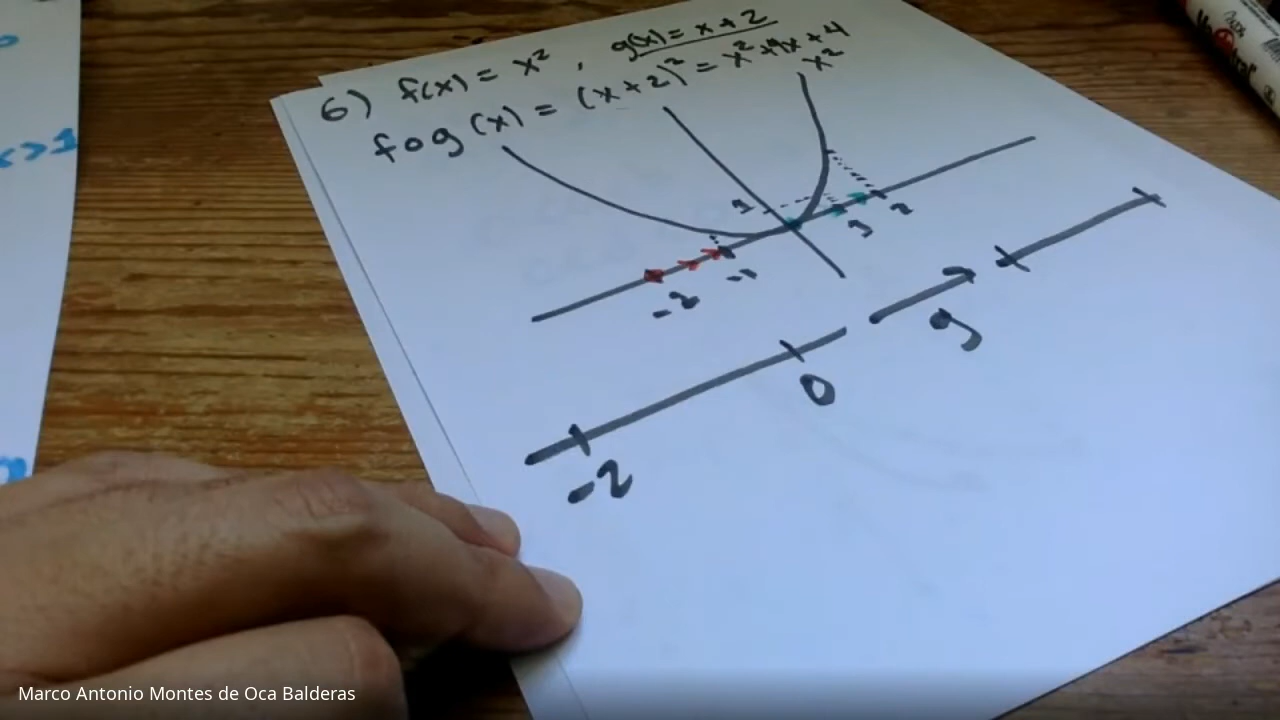 6) f(x) = x² , g(x) = x + 2
fog (x) = (x + 2)² = x² + 4x + 4
x²
1
2
-1
-2
g
0
-2
Marco Antonio Montes de Oca Balderas